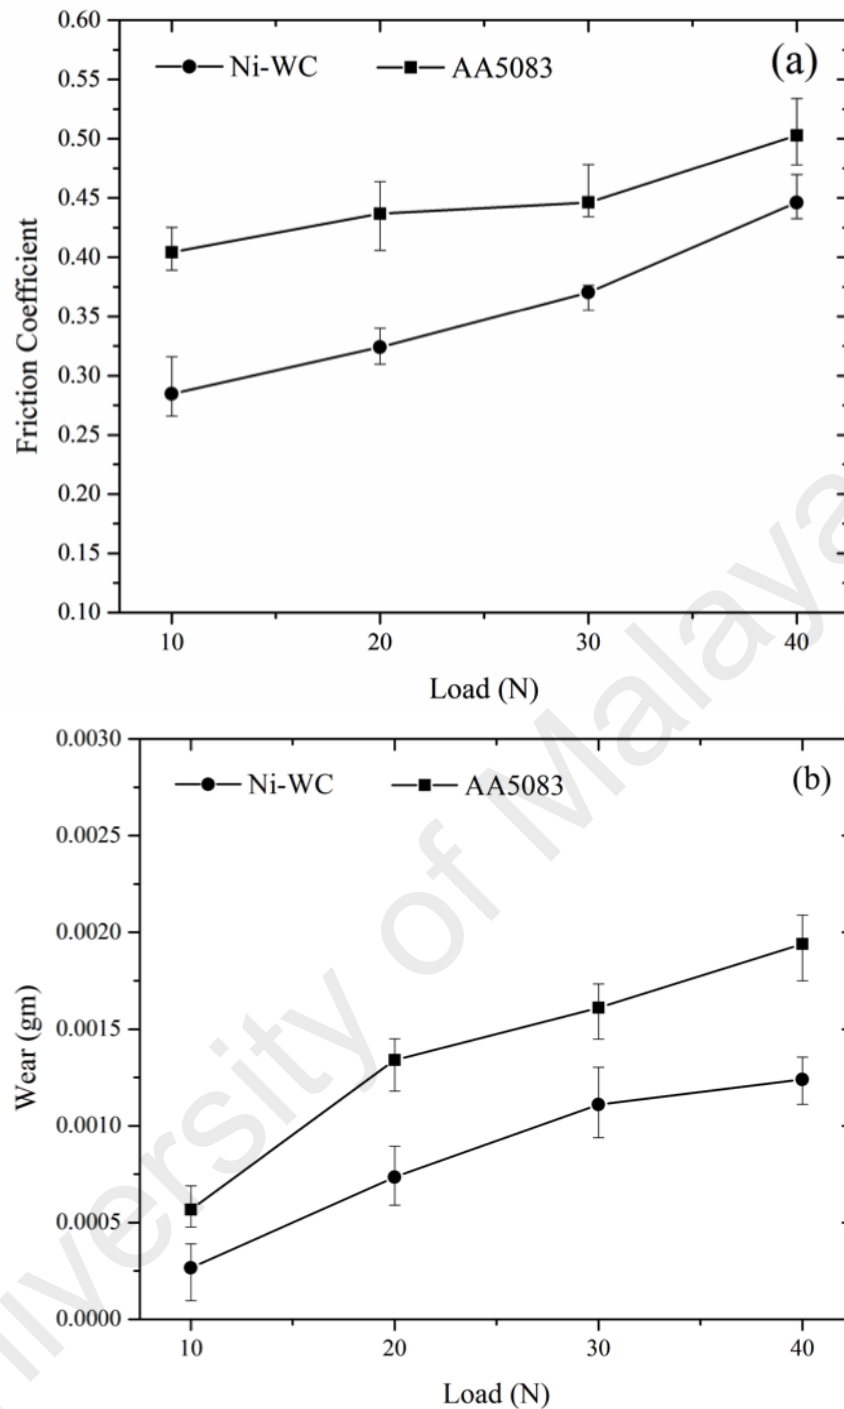 (a)
Ni-WC AA5083
0.60
0.55
0.50
0.45
0.40
0.35
0.30
0.25
0.20
0.15
0.10
Friction Coefficient
10 20 30 40
Load (N)
(b)
Ni-WC AA5083
0.0030
0.0025
0.0020
0.0015
0.0010
0.0005
0.0000
Wear (gm)
10 20 30 40
Load (N)
University of Malaya